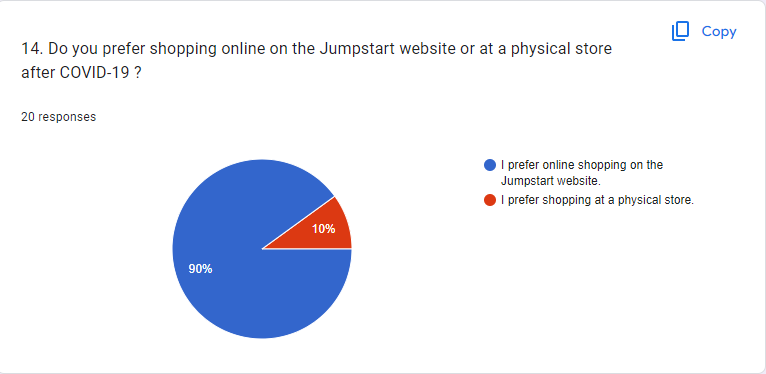 Copy
14. Do you prefer shopping online on the Jumpstart website or at a physical store
after COVID-19 ?
20 responses
I prefer online shopping on the
Jumpstart website.
I prefer shopping at a physical store.
10%
90%